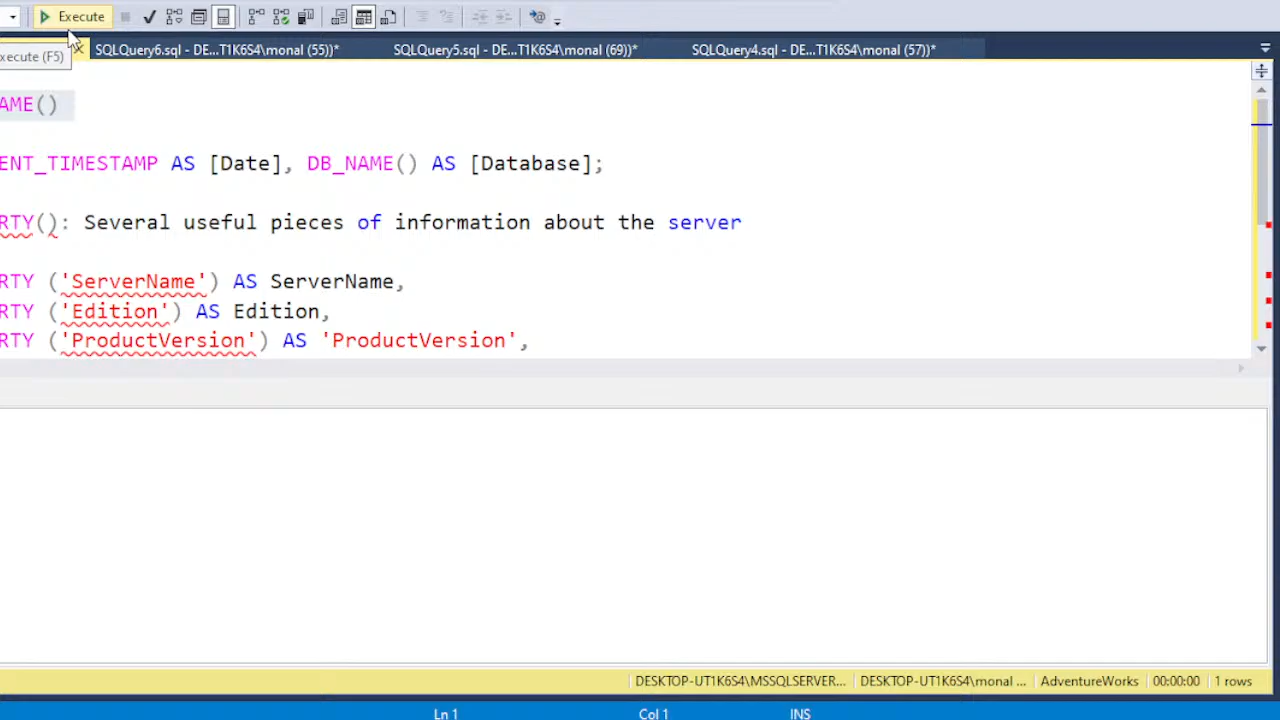 Execute
SQLQuery6.sql - DE...T1K6S4\monal (55))*
SQLQuery5.sql - DE...T1K6S4\monal (69))*
SQLQuery4.sql - DE...T1K6S4\monal (57))*
xecute (F5)
AME()
ENT_TIMESTAMP AS [Date], DB_NAME() AS [Database];
RTY(): Several useful pieces of information about the server
RTY ('ServerName') AS ServerName,
RTY ('Edition') AS Edition,
RTY ('ProductVersion') AS 'ProductVersion',
DESKTOP-UT1K6S4\MSSQLSERVER... DESKTOP-UT1K6S4\monal ... AdventureWorks 00:00:00 1 rows
Ln 1 Col 1 INS